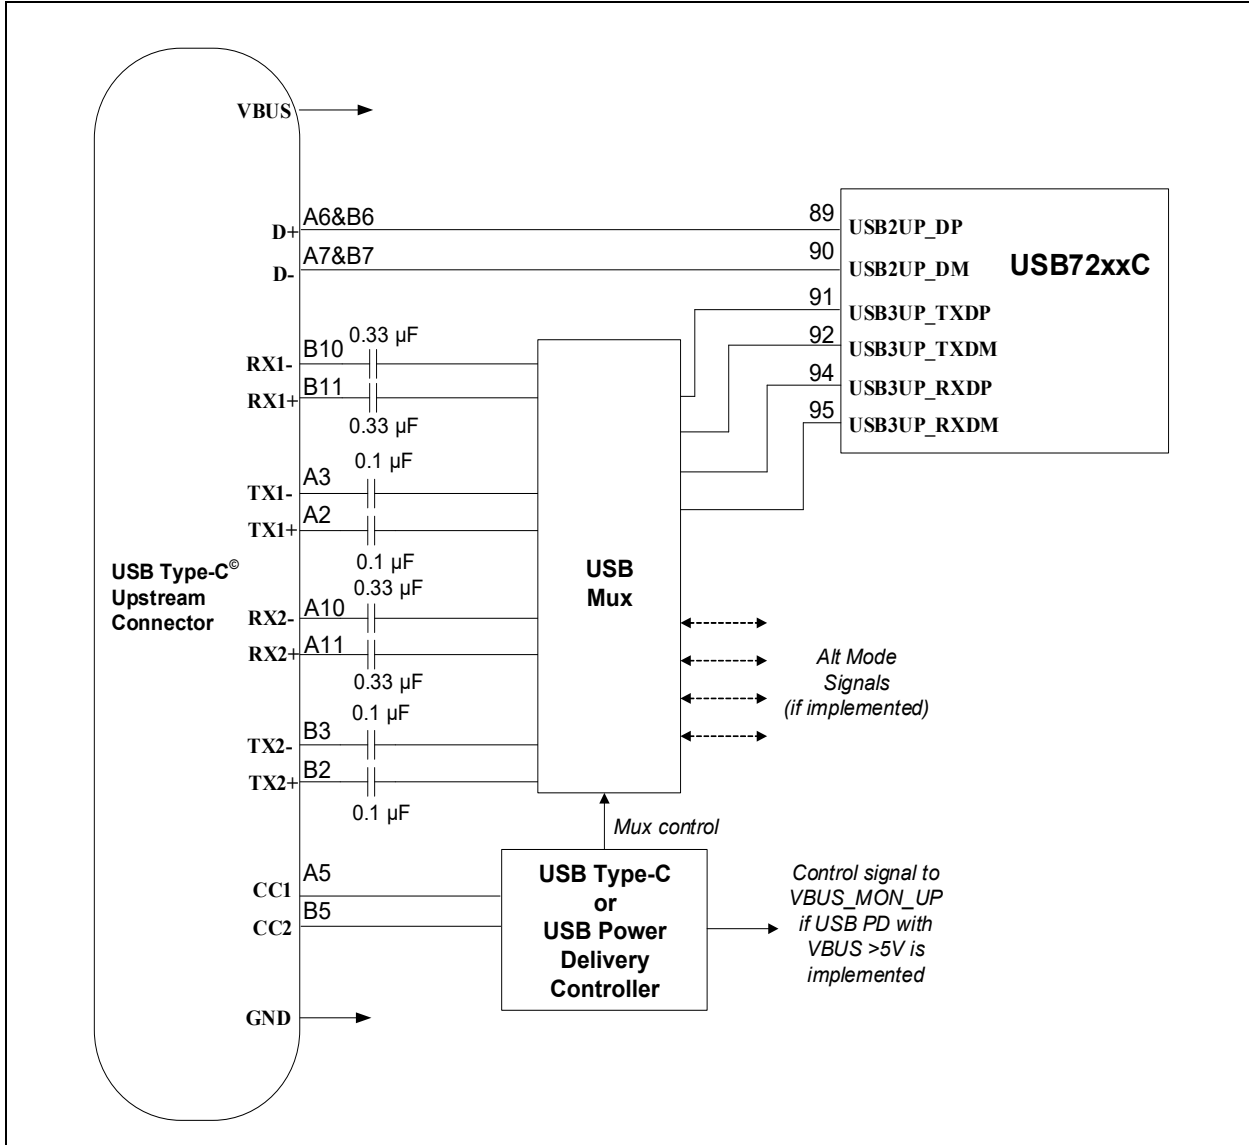 VBUS
D+
A6&B6
D-
A7&B7
89
USB2UP_DP
90
USB2UP_DM
USB72xxC
91
USB3UP_TXDP
92
USB3UP_TXDM
94
USB3UP_RXDP
95
USB3UP_RXDM
0.33 µF
RX1-
B10
RX1+
B11
0.33 µF
0.1 µF
TX1-
A3
TX1+
A2
0.1 µF
USB Type-C©
Upstream
Connector
0.33 µF
RX2-
A10
RX2+
A11
0.33 µF
0.1 µF
TX2-
B3
TX2+
B2
0.1 µF
USB
Mux
Alt Mode
Signals
(if implemented)
Mux control
CC1
A5
CC2
B5
USB Type-C
or
USB Power
Delivery
Controller
Control signal to
VBUS_MON_UP
if USB PD with
VBUS >5V is
implemented
GND